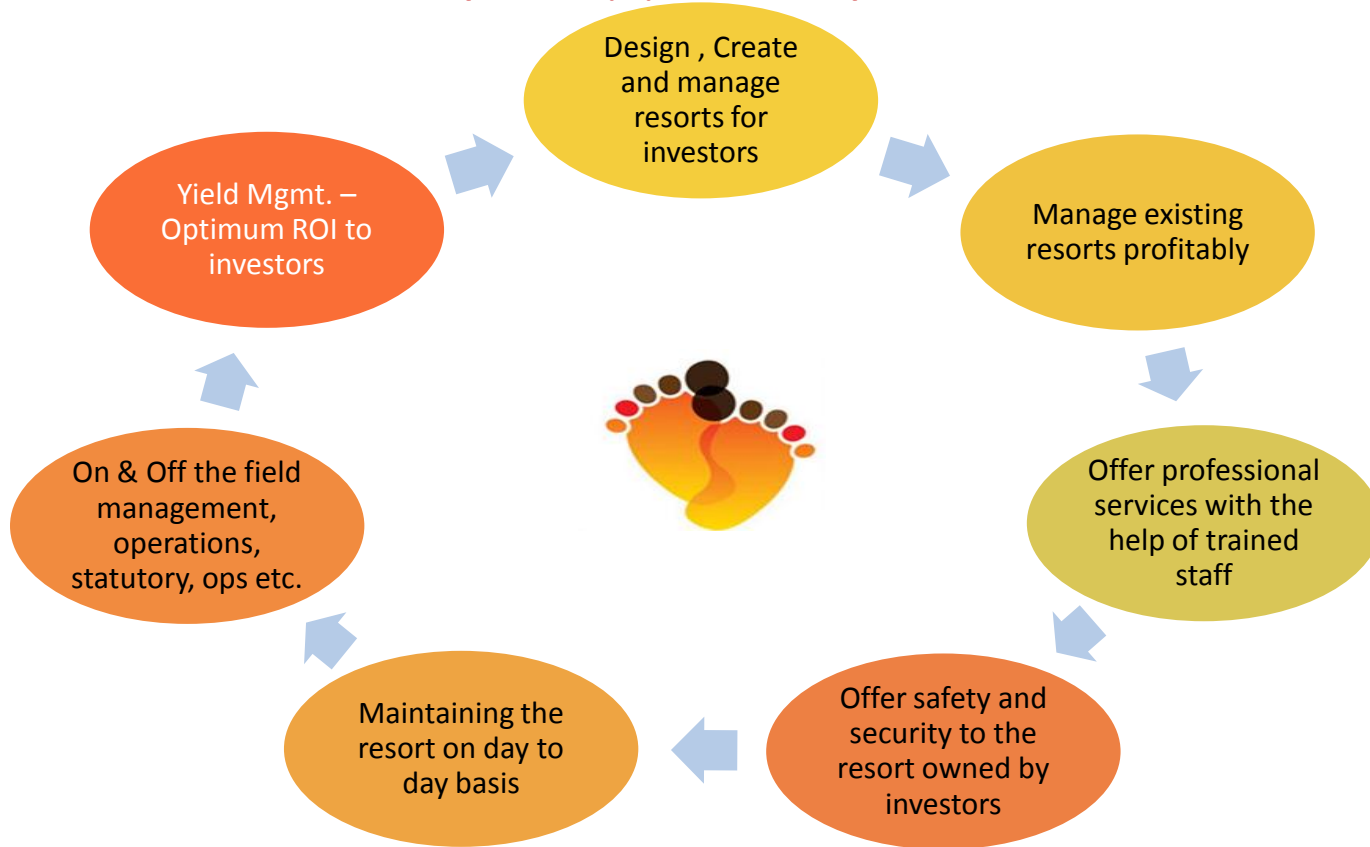 Design , Create
and manage
resorts for
investors
Manage existing
resorts profitably
Offer professional
services with the
help of trained
staff
Offer safety and
security to the
resort owned by
investors
Maintaining the
resort on day to
day basis
On & Off the field
management,
operations,
statutory, ops etc.
Yield Mgmt. –
Optimum ROI to
investors